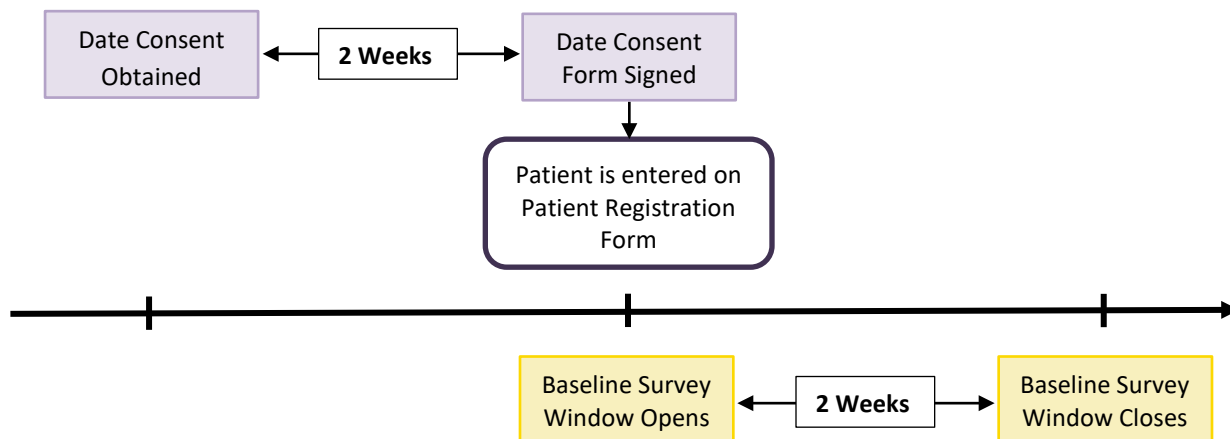 Date Consent
Obtained
2 Weeks
Date Consent
Form Signed
Patient is entered on
Patient Registration
Form
Baseline Survey
Window Opens
2 Weeks
Baseline Survey
Window Closes